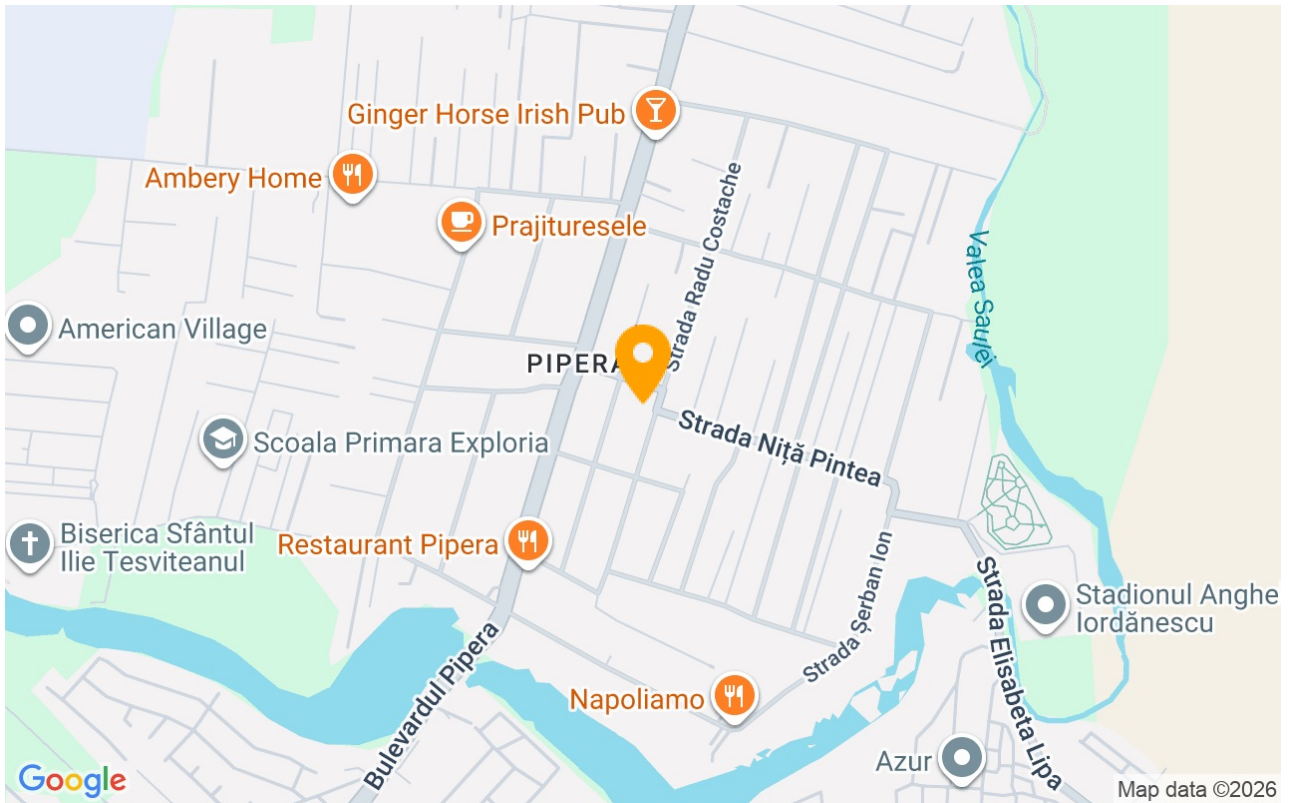 Ginger Horse Irish Pub
Ambery Home
Prajituresele
Strada Radu Costache
Valea Saulei
American Village
PIPERA
Strada Niță Pintea
Scoala Primara Exploria
Biserica Sfântul
Ilie Tesviteanul
Restaurant Pipera
Strada Șerban Ion
Strada Elisabeta Lipa
Stadionul Anghe
Iordănescu
Bulevardul Pipera
Napoliamo
Azur
Google
Map data ©2026